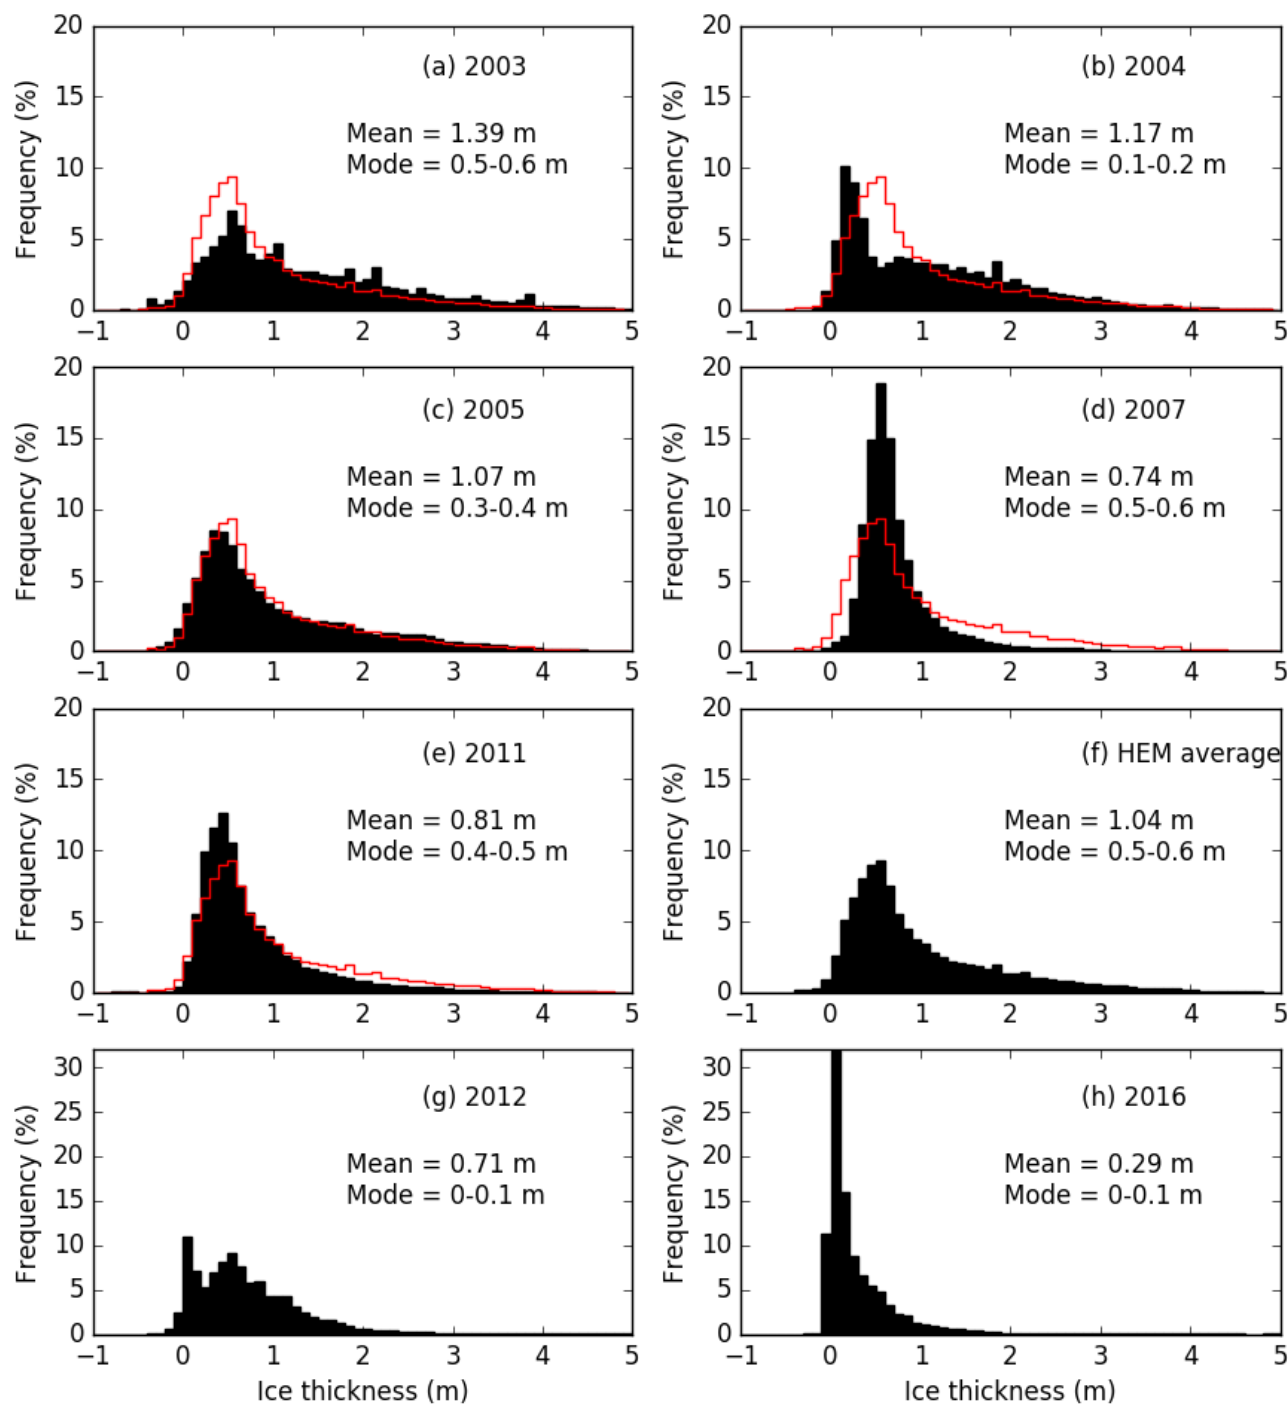 20
15
10
5
0
Frequency (%)
(a) 2003
Mean = 1.39 m
Mode = 0.5-0.6 m
−1 0 1 2 3 4 5
20
15
10
5
0
Frequency (%)
(b) 2004
Mean = 1.17 m
Mode = 0.1-0.2 m
−1 0 1 2 3 4 5
20
15
10
5
0
Frequency (%)
(c) 2005
Mean = 1.07 m
Mode = 0.3-0.4 m
−1 0 1 2 3 4 5
20
15
10
5
0
Frequency (%)
(d) 2007
Mean = 0.74 m
Mode = 0.5-0.6 m
−1 0 1 2 3 4 5
20
15
10
5
0
Frequency (%)
(e) 2011
Mean = 0.81 m
Mode = 0.4-0.5 m
−1 0 1 2 3 4 5
20
15
10
5
0
Frequency (%)
(f) HEM average
Mean = 1.04 m
Mode = 0.5-0.6 m
−1 0 1 2 3 4 5
30
25
20
15
10
5
0
Frequency (%)
(g) 2012
Mean = 0.71 m
Mode = 0-0.1 m
−1 0 1 2 3 4 5
Ice thickness (m)
30
25
20
15
10
5
0
Frequency (%)
(h) 2016
Mean = 0.29 m
Mode = 0-0.1 m
−1 0 1 2 3 4 5
Ice thickness (m)